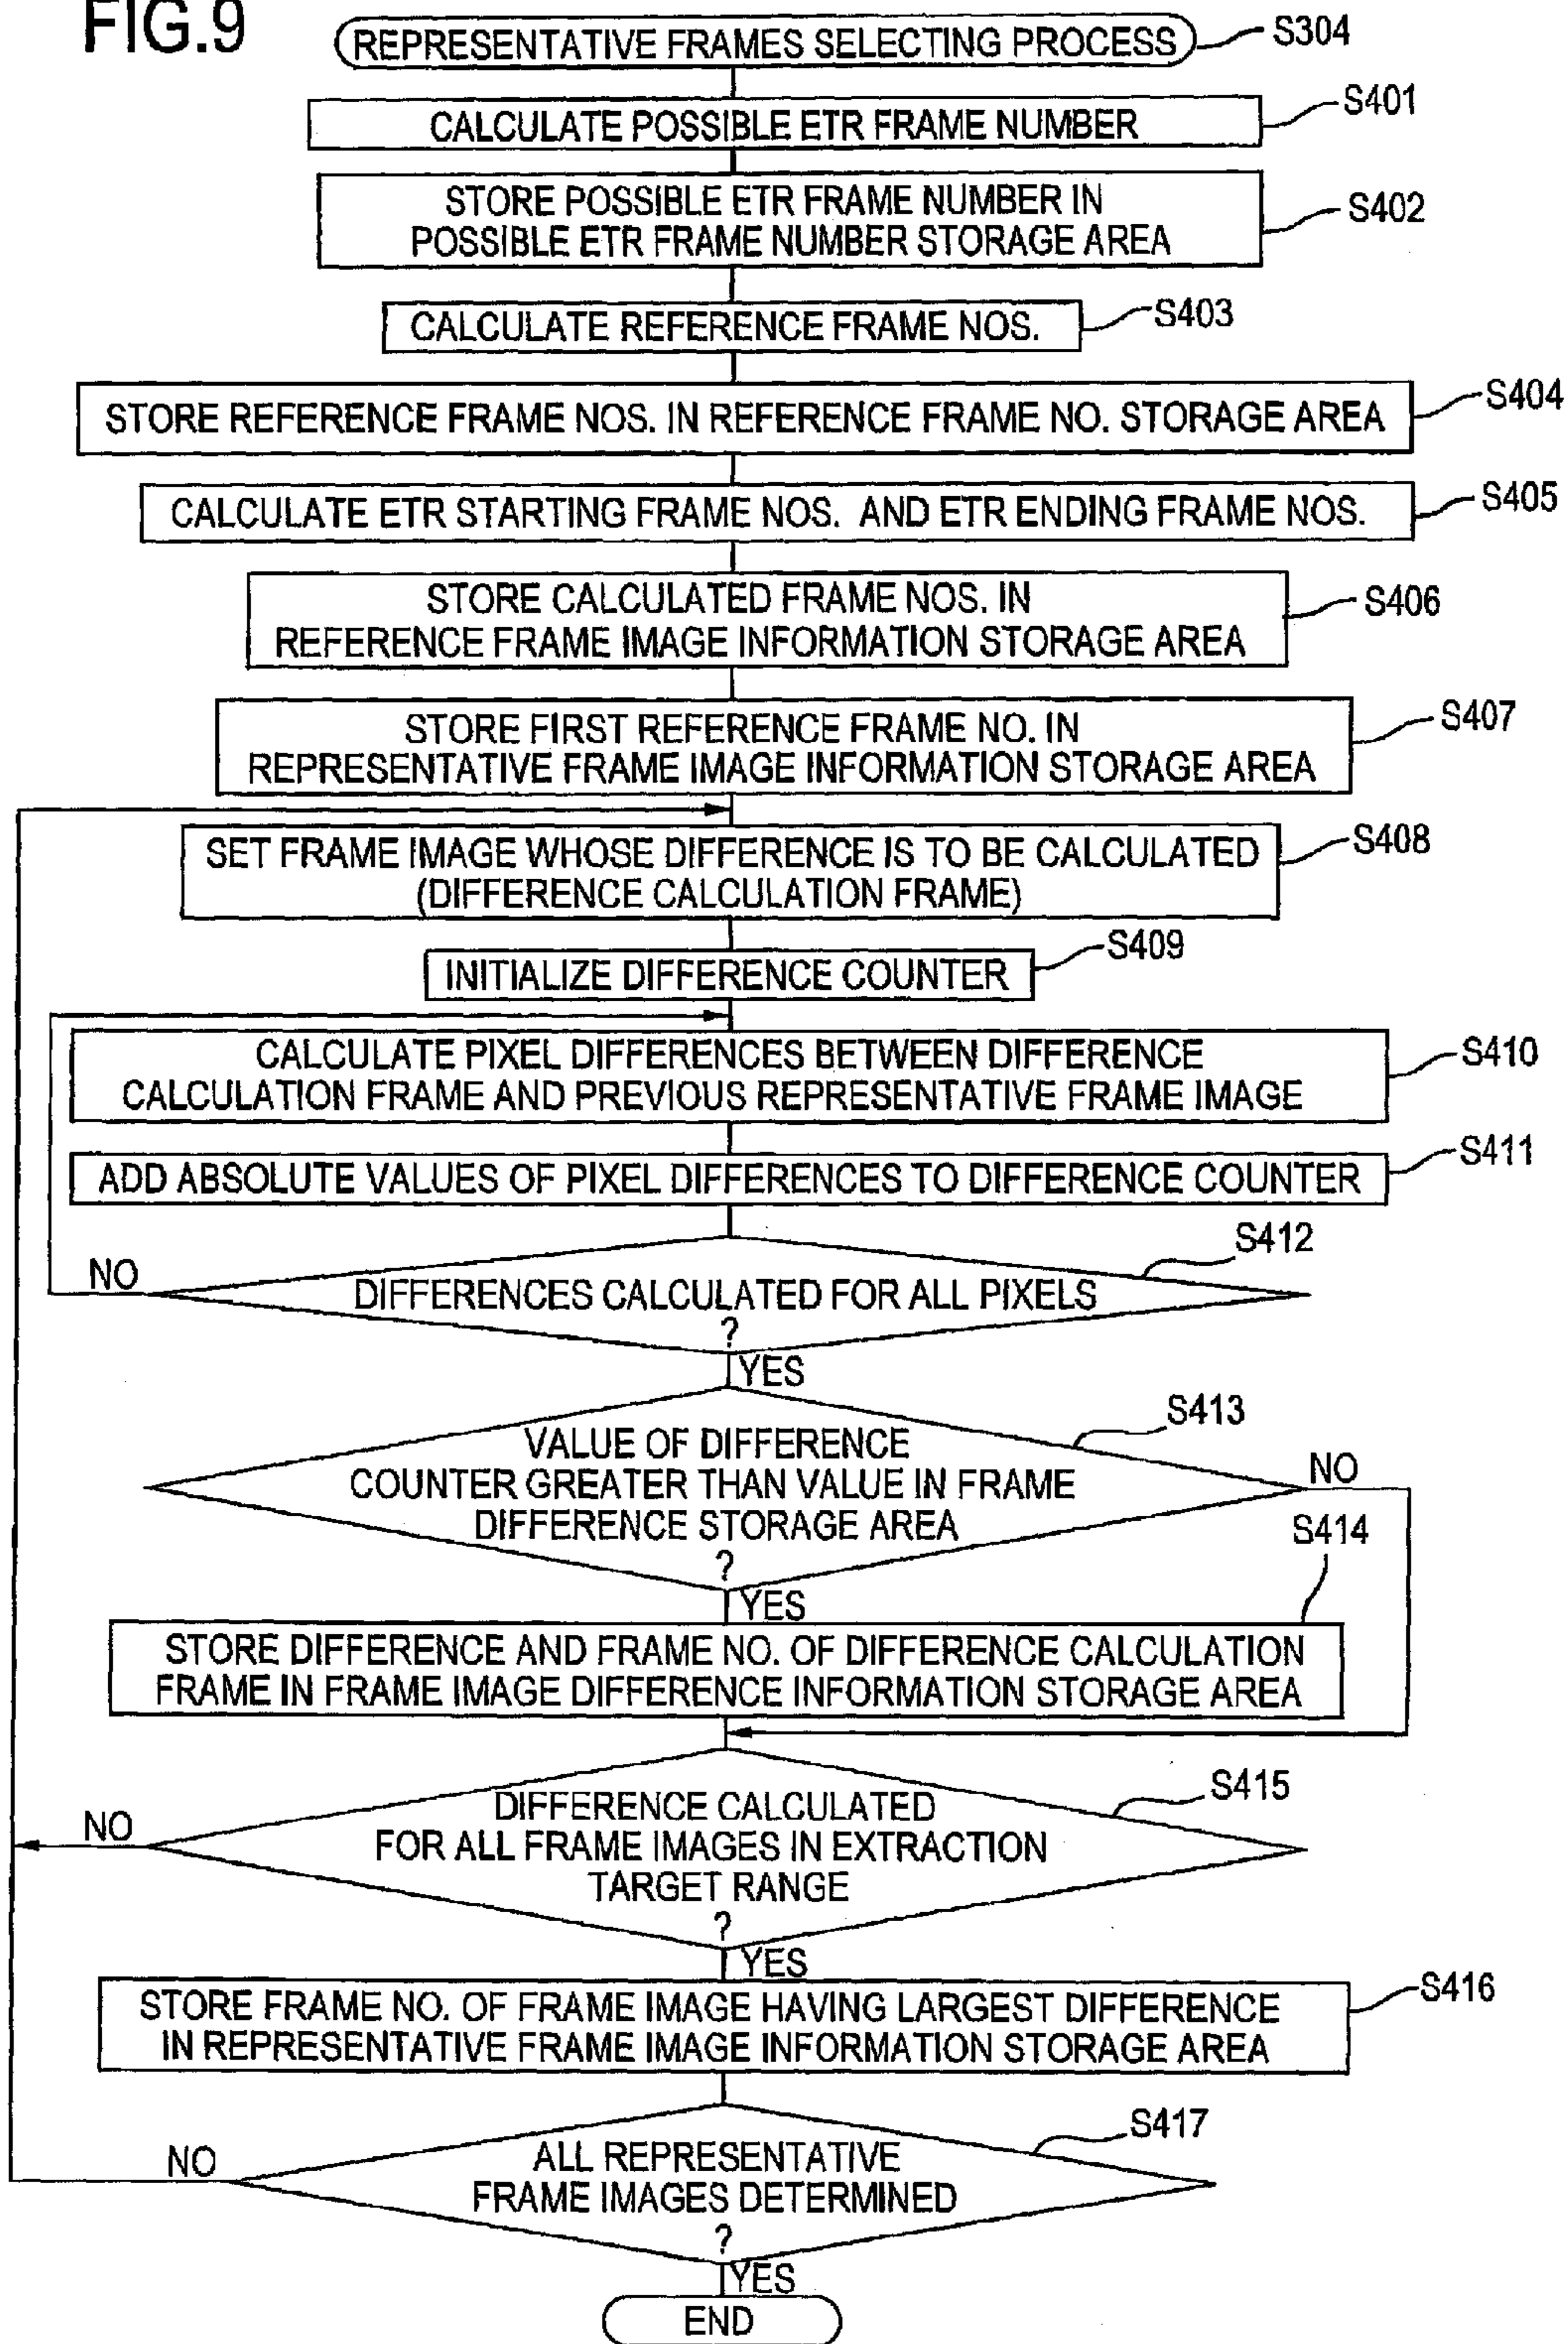 FIG.9
REPRESENTATIVE FRAMES SELECTING PROCESS
S304
CALCULATE POSSIBLE ETR FRAME NUMBER
S401
STORE POSSIBLE ETR FRAME NUMBER IN
POSSIBLE ETR FRAME NUMBER STORAGE AREA
S402
CALCULATE REFERENCE FRAME NOS.
S403
STORE REFERENCE FRAME NOS. IN REFERENCE FRAME NO. STORAGE AREA
S404
CALCULATE ETR STARTING FRAME NOS. AND ETR ENDING FRAME NOS.
S405
STORE CALCULATED FRAME NOS. IN
REFERENCE FRAME IMAGE INFORMATION STORAGE AREA
S406
STORE FIRST REFERENCE FRAME NO. IN
REPRESENTATIVE FRAME IMAGE INFORMATION STORAGE AREA
S407
SET FRAME IMAGE WHOSE DIFFERENCE IS TO BE CALCULATED
(DIFFERENCE CALCULATION FRAME)
S408
INITIALIZE DIFFERENCE COUNTER
S409
CALCULATE PIXEL DIFFERENCES BETWEEN DIFFERENCE
CALCULATION FRAME AND PREVIOUS REPRESENTATIVE FRAME IMAGE
S410
ADD ABSOLUTE VALUES OF PIXEL DIFFERENCES TO DIFFERENCE COUNTER
S411
S412
NO
DIFFERENCES CALCULATED FOR ALL PIXELS
?
YES
S413
VALUE OF DIFFERENCE
COUNTER GREATER THAN VALUE IN FRAME
DIFFERENCE STORAGE AREA
?
NO
YES
S414
STORE DIFFERENCE AND FRAME NO. OF DIFFERENCE CALCULATION
FRAME IN FRAME IMAGE DIFFERENCE INFORMATION STORAGE AREA
S415
NO
DIFFERENCE CALCULATED
FOR ALL FRAME IMAGES IN EXTRACTION
TARGET RANGE
?
YES
STORE FRAME NO. OF FRAME IMAGE HAVING LARGEST DIFFERENCE
IN REPRESENTATIVE FRAME IMAGE INFORMATION STORAGE AREA
S416
S417
NO
ALL REPRESENTATIVE
FRAME IMAGES DETERMINED
?
YES
END